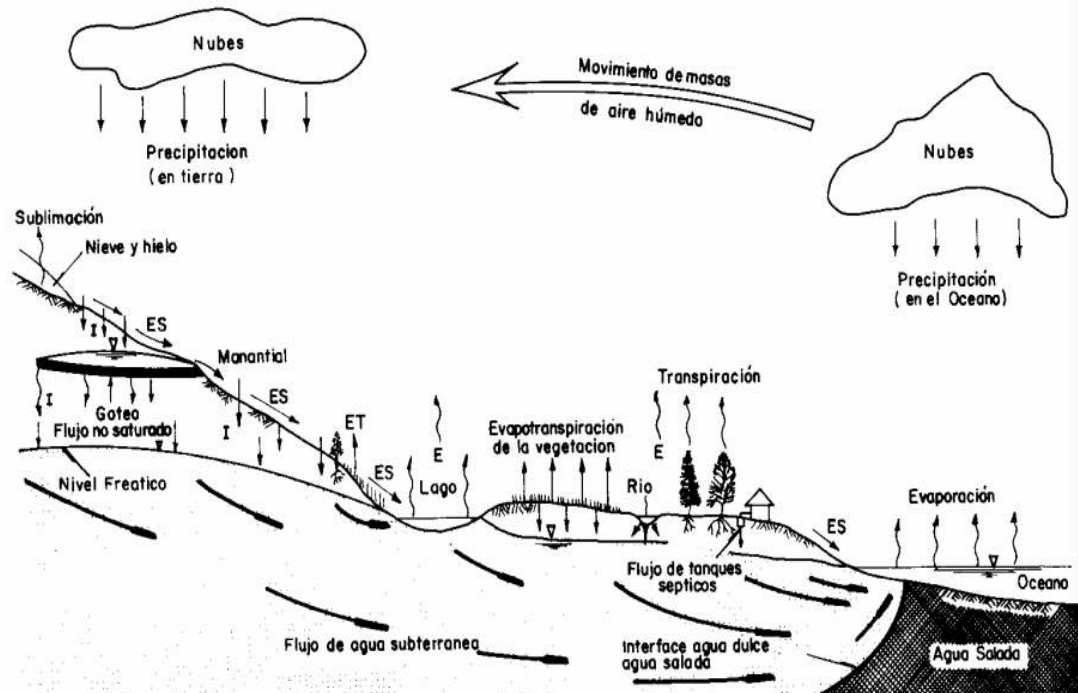 Nubes
Movimiento de masas
de aire húmedo
Nubes
Precipitacion
(en tierra)
Precipitación
(en el Oceano)
Sublimación
Nieve y hielo
I
ES
Manantial
I
Goteo
Flujo no saturado
Nivel Freatico
ES
I
ET
ES
E
Lago
Evapotranspiración
de la vegetacion
Transpiración
E
Rio
Evaporación
ES
Flujo de tanques
septicos
Oceano
Flujo de agua subterranea
Interface agua dulce
agua salada
Agua Salada